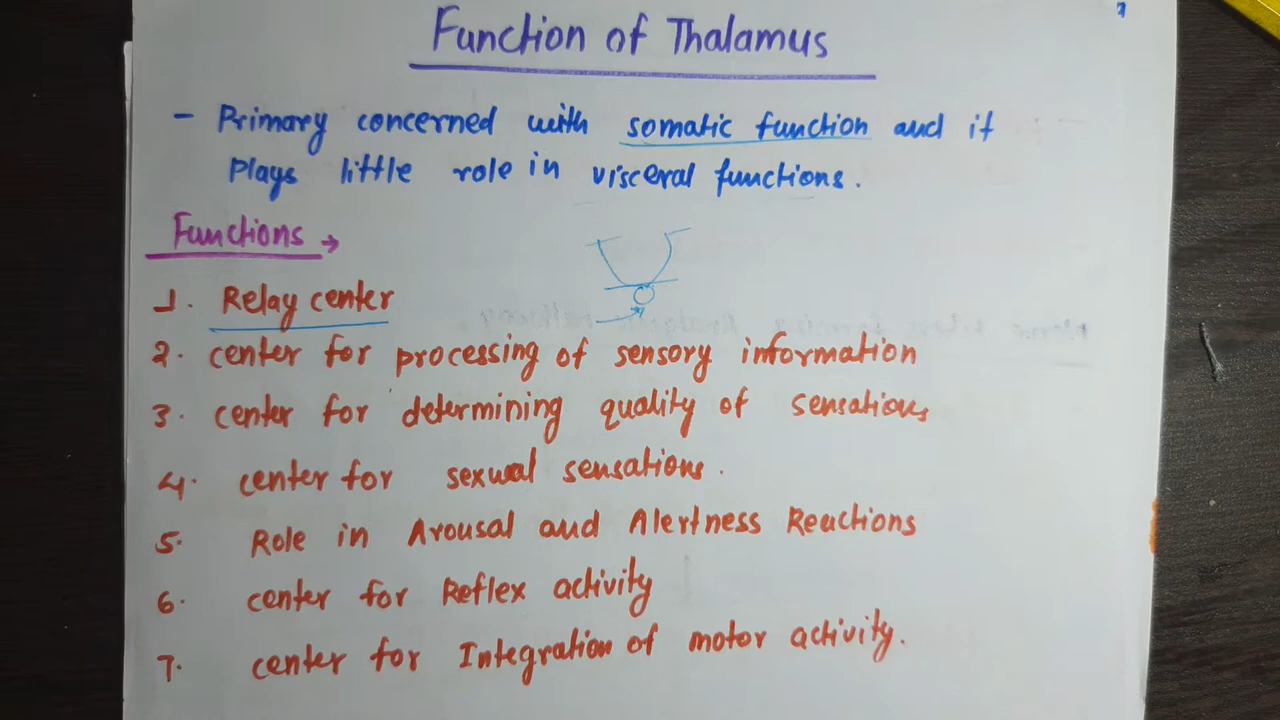 Function of Thalamus
- Primary concerned with somatic function and it
Plays little role in visceral functions.
Functions →
1. Relay center
2. center for processing of sensory information
3. center for determining quality of sensations
4. center for sexual sensations.
5. Role in Arousal and Alertness Reactions
6. center for Reflex activity
7. center for Integration of motor activity.